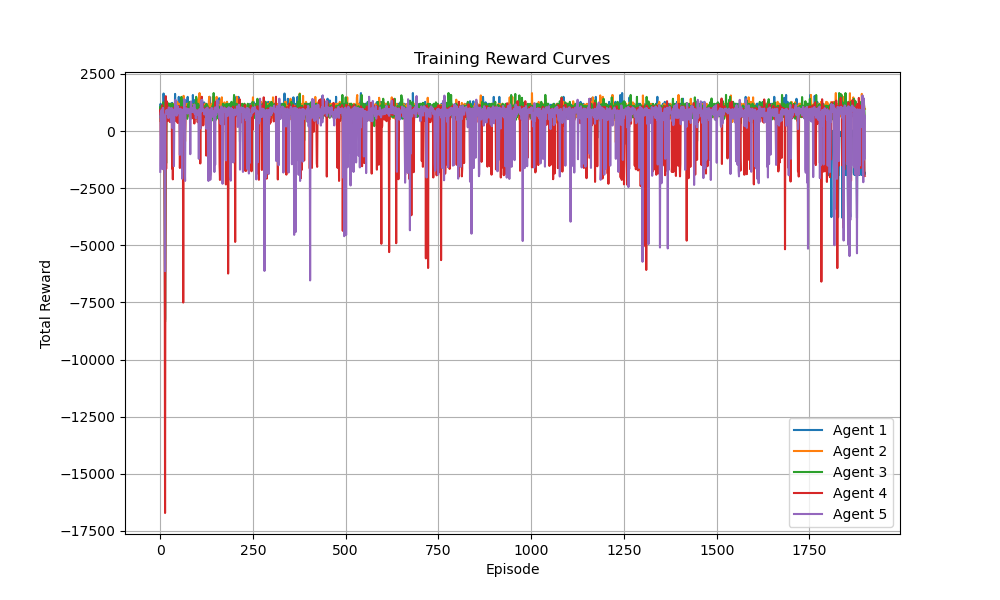 Training Reward Curves
2500
0
−2500
−5000
−7500
−10000
−12500
−15000
−17500
Total Reward
0 250 500 750 1000 1250 1500 1750
Episode
Agent 1
Agent 2
Agent 3
Agent 4
Agent 5